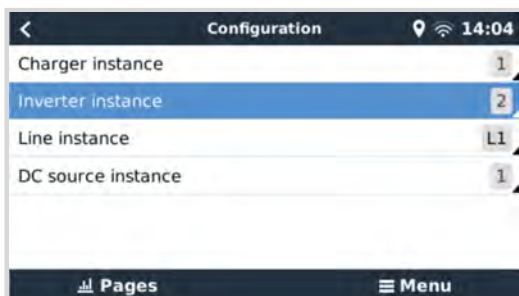 Configuration 14:04
Charger instance 1
Inverter instance 2
Line instance L1
DC source instance 1
Pages Menu